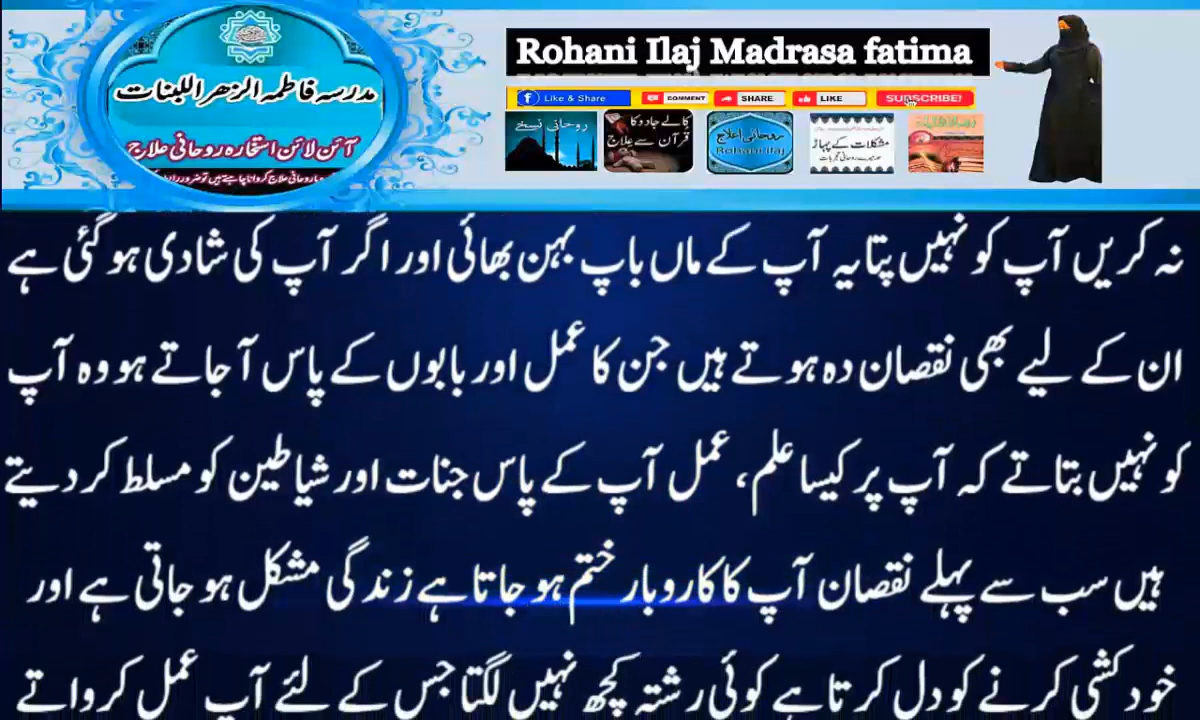 مدرسہ فاطمہ الزھرا للبنات
آئن لائن استخارہ روحانی علاج
Rohani Ilaj Madrasa fatima
Like & Share
COMMENT
SHARE
LIKE
SUBSCRIBE!
روحانی نسخے
کالے جادو کا
قرآن سے علاج
روحانی اعلاج
Rohani ilaj
مشکلات کے پہاڑ
نہ کریں آپ کو نہیں پتا یہ آپ کے ماں باپ بہن بھائی اور اگر آپ کی شادی ہو گئی ہے
ان کے لیے بھی نقصان دہ ہوتے ہیں جن کا عمل اور بابوں کے پاس آ جاتے ہو وہ آپ
کو نہیں بتاتے کہ آپ پر کیسا علم، عمل آپ کے پاس جنات اور شیاطین کو مسلط کر دیتے
ہیں سب سے پہلے نقصان آپ کا کاروبار ختم ہو جاتا ہے زندگی مشکل ہو جاتی ہے اور
خودکشی کرنے کو دل کرتا ہے کوئی رشتہ کچھ نہیں لگتا جس کے لئے آپ عمل کرواتے